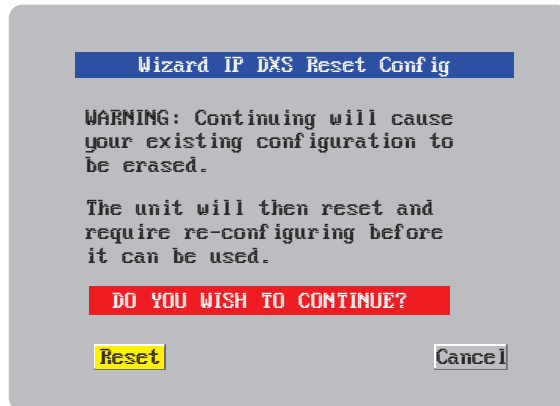 Wizard IP DXS Reset Config
WARNING: Continuing will cause
your existing configuration to
be erased.
The unit will then reset and
require re-configuring before
it can be used.
DO YOU WISH TO CONTINUE?
Reset Cancel